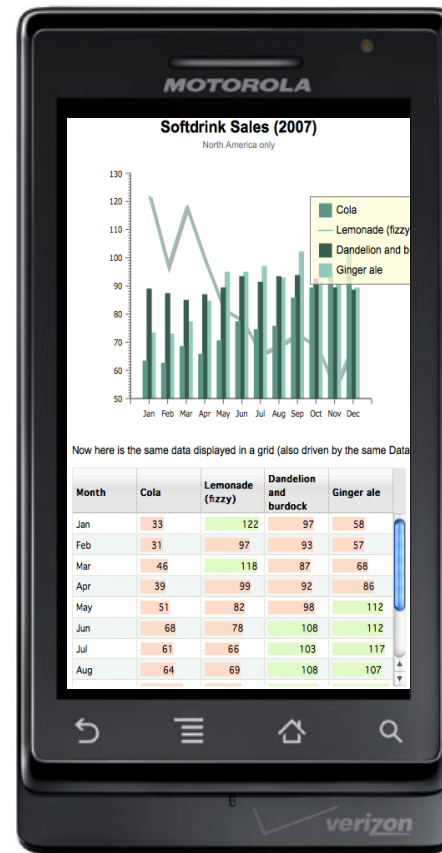 MOTOROLA
Softdrink Sales (2007)
North America only
130
120
110
100
90
80
70
60
50
Jan Feb Mar Apr May Jun Jul Aug Sep Oct Nov Dec
Cola
Lemonade (fizzy
Dandelion and b
Ginger ale
Now here is the same data displayed in a grid (also driven by the same Data
Month Cola Lemonade (fizzy) Dandelion and burdock Ginger ale
Jan 33 122 97 58
Feb 31 97 93 57
Mar 46 118 87 68
Apr 39 99 92 86
May 51 82 98 112
Jun 68 78 108 112
Jul 61 66 103 117
Aug 64 69 108 107
verizon